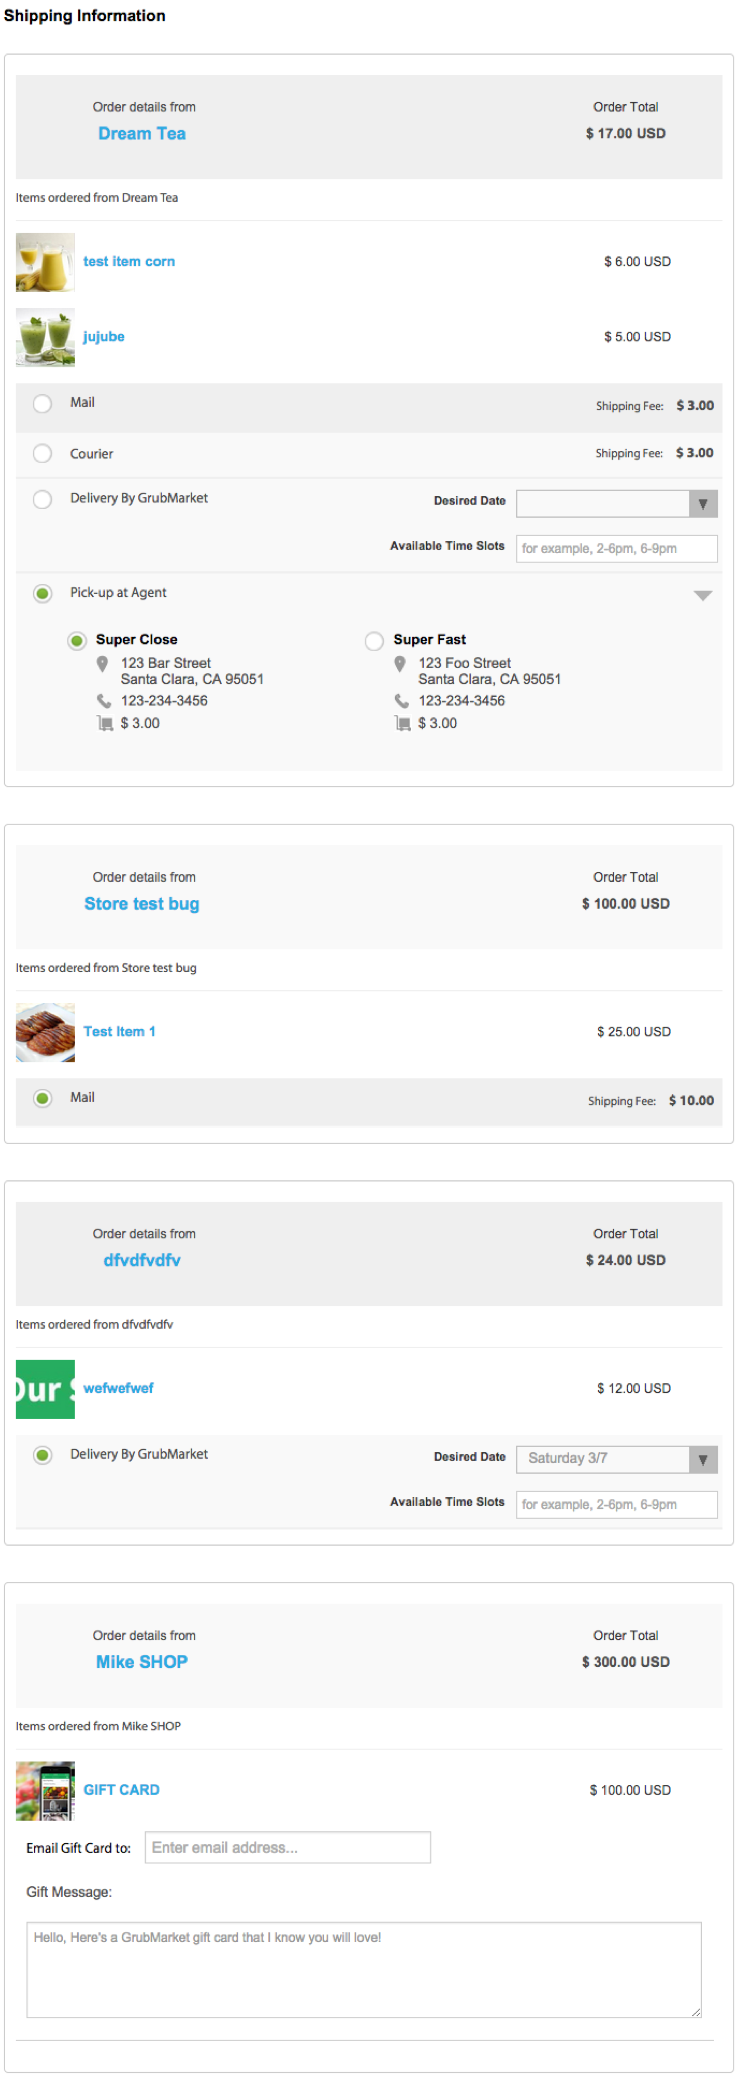 Shipping Information
Order details from
Order Total
Dream Tea
$ 17.00 USD
Items ordered from Dream Tea
test item corn
$ 6.00 USD
jujube
$ 5.00 USD
Mail
Shipping Fee: $ 3.00
Courier
Shipping Fee: $ 3.00
Delivery By GrubMarket
Desired Date
Available Time Slots
for example, 2-6pm, 6-9pm
Pick-up at Agent
Super Close
123 Bar Street
Santa Clara, CA 95051
123-234-3456
$ 3.00
Super Fast
123 Foo Street
Santa Clara, CA 95051
123-234-3456
$ 3.00
Order details from
Order Total
Store test bug
$ 100.00 USD
Items ordered from Store test bug
Test Item 1
$ 25.00 USD
Mail
Shipping Fee: $ 10.00
Order details from
Order Total
dfvdfvdfv
$ 24.00 USD
Items ordered from dfvdfvdfv
Our S
wefwefwef
$ 12.00 USD
Delivery By GrubMarket
Desired Date
Saturday 3/7
Available Time Slots
for example, 2-6pm, 6-9pm
Order details from
Order Total
Mike SHOP
$ 300.00 USD
Items ordered from Mike SHOP
GIFT CARD
$ 100.00 USD
Email Gift Card to:
Enter email address...
Gift Message:
Hello, Here's a GrubMarket gift card that I know you will love!